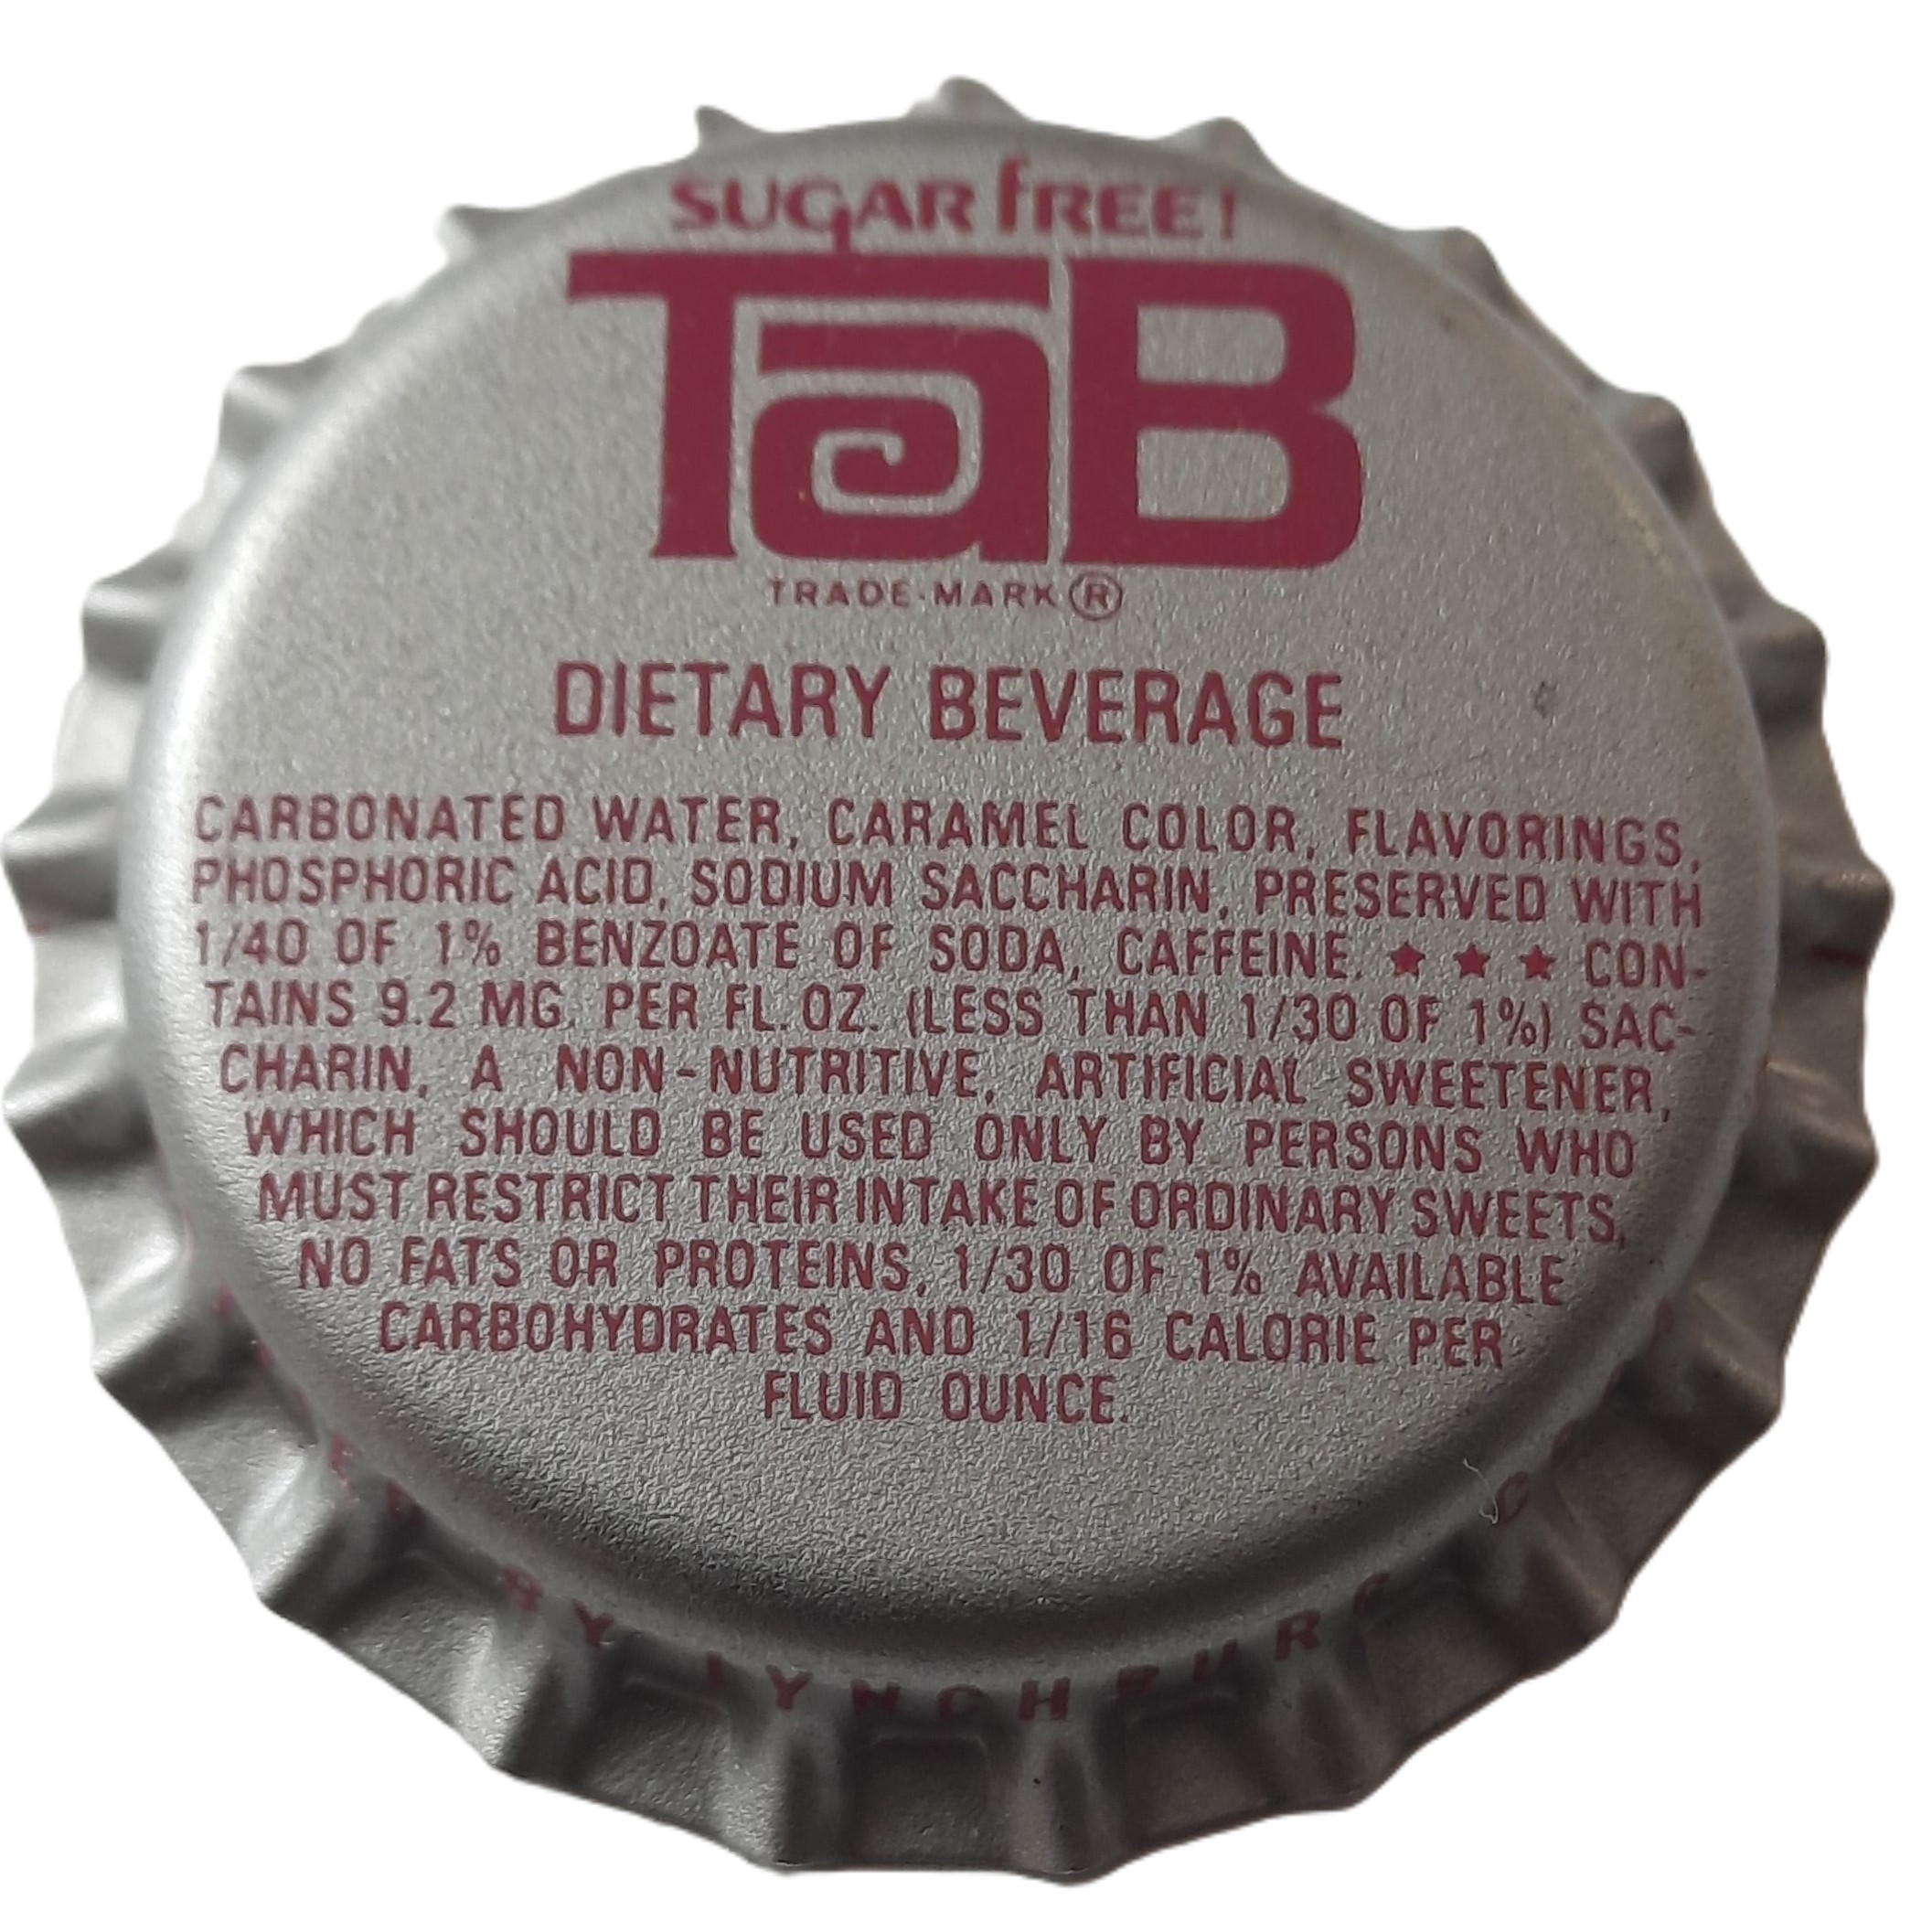 SUGAR FREE!
TaB
TRADE-MARK ®
DIETARY BEVERAGE
CARBONATED WATER, CARAMEL COLOR, FLAVORINGS,
PHOSPHORIC ACID, SODIUM SACCHARIN, PRESERVED WITH
1/40 OF 1% BENZOATE OF SODA, CAFFEINE. ★ ★ ★ CON-
TAINS 9.2 MG. PER FL. OZ. (LESS THAN 1/30 OF 1%) SAC-
CHARIN, A NON-NUTRITIVE, ARTIFICIAL SWEETENER,
WHICH SHOULD BE USED ONLY BY PERSONS WHO
MUST RESTRICT THEIR INTAKE OF ORDINARY SWEETS.
NO FATS OR PROTEINS, 1/30 OF 1% AVAILABLE
CARBOHYDRATES AND 1/16 CALORIE PER
FLUID OUNCE.
BY LYNCHBURG